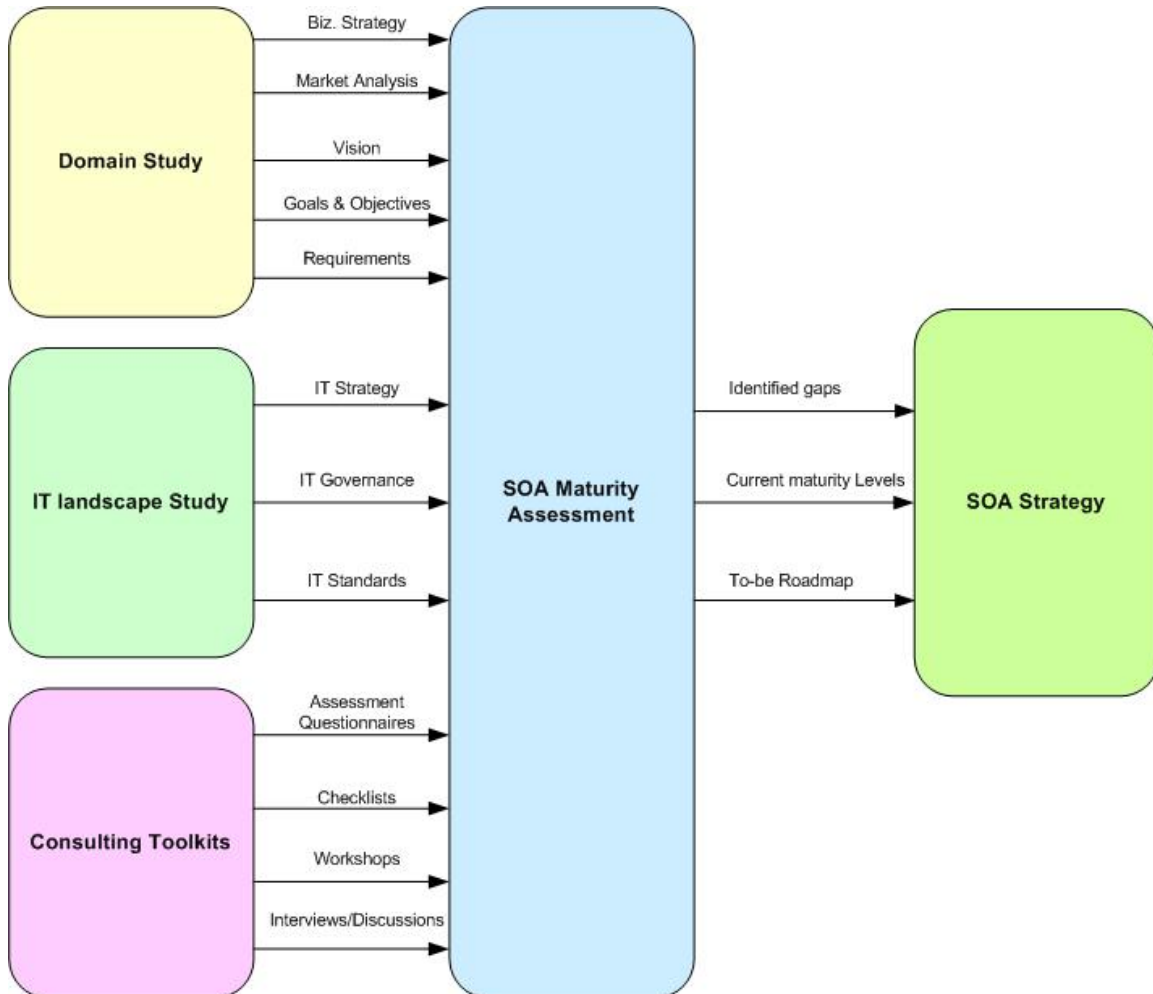 Biz. Strategy
Market Analysis
Vision
Goals & Objectives
Requirements
Domain Study
IT Strategy
IT Governance
IT Standards
IT landscape Study
Assessment
Questionnaires
Checklists
Workshops
Interviews/Discussions
Consulting Toolkits
SOA Maturity
Assessment
Identified gaps
Current maturity Levels
To-be Roadmap
SOA Strategy